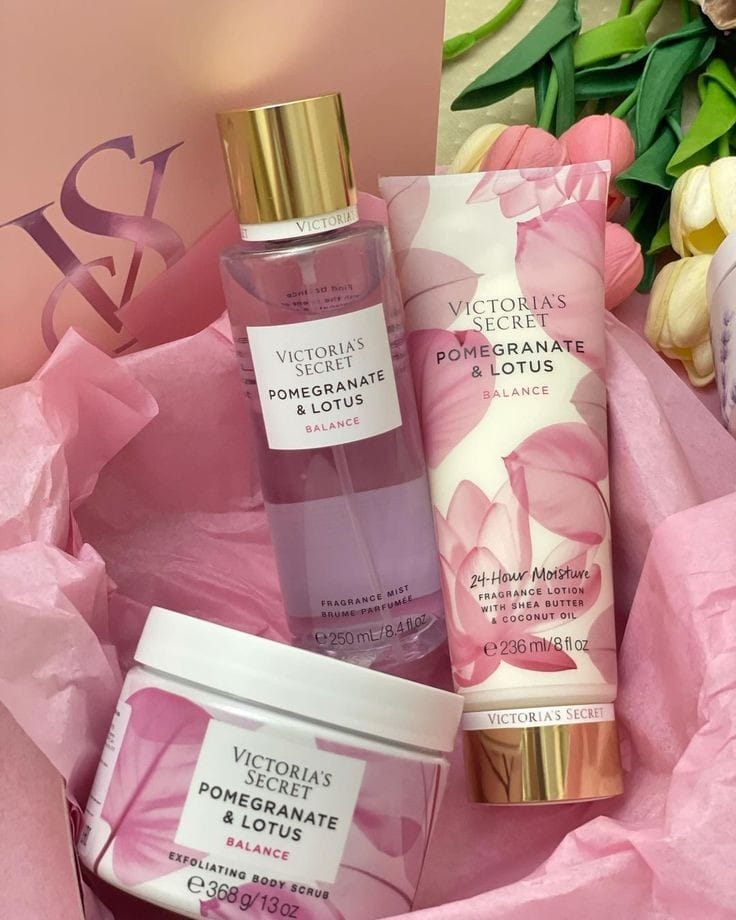 VS
VICTORIA'S
VICTORIA'S
SECRET
POMEGRANATE
& LOTUS
BALANCE
FRAGRANCE MIST
BRUME PARFUMÉE
e 250 mL/8.4 fl oz
VICTORIA'S
SECRET
POMEGRANATE
& LOTUS
BALANCE
24-Hour Moisture
FRAGRANCE LOTION
WITH SHEA BUTTER
& COCONUT OIL
e 236 ml/8 fl oz
VICTORIA'S SECRET
VICTORIA'S
SECRET
POMEGRANATE
& LOTUS
BALANCE
EXFOLIATING BODY SCRUB
e 368 g/13 oz